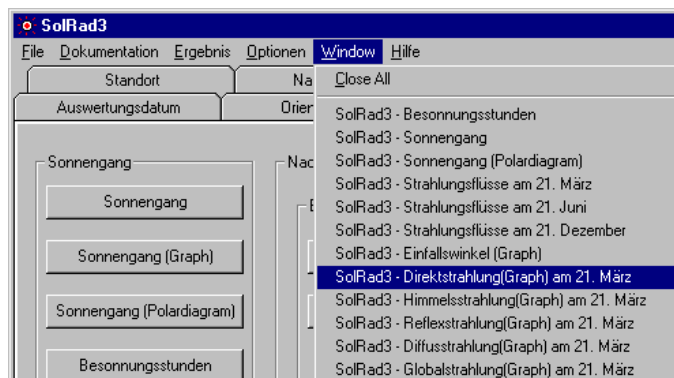 SolRad3
File Dokumentation Ergebnis Optionen Window Hilfe
Standort Na
Auswertungsdatum Orier
Close All
SolRad3 - Besonnungsstunden
SolRad3 - Sonnengang
SolRad3 - Sonnengang (Polardiagram)
SolRad3 - Strahlungsflüsse am 21. März
SolRad3 - Strahlungsflüsse am 21. Juni
SolRad3 - Strahlungsflüsse am 21. Dezember
SolRad3 - Einfallswinkel (Graph)
SolRad3 - Direktstrahlung(Graph) am 21. März
SolRad3 - Himmelsstrahlung(Graph) am 21. März
SolRad3 - Reflexstrahlung(Graph) am 21. März
SolRad3 - Diffusstrahlung(Graph) am 21. März
SolRad3 - Globalstrahlung(Graph) am 21. März
Sonnengang
Sonnengang
Sonnengang (Graph)
Sonnengang (Polardiagram)
Besonnungsstunden
Nac